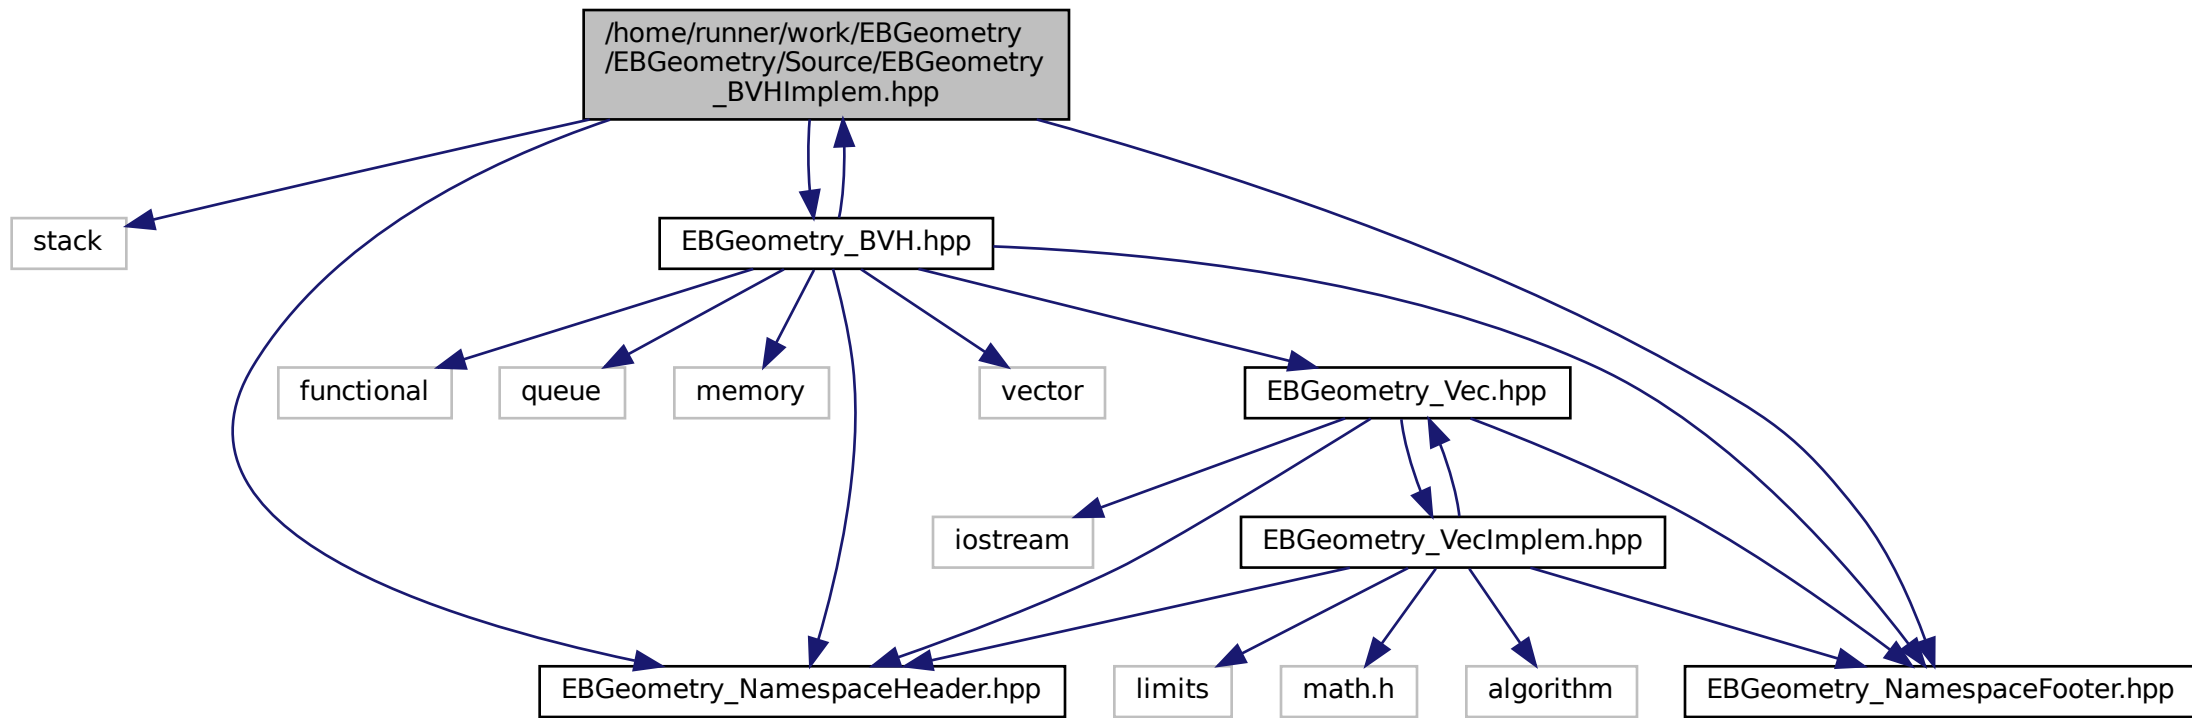 /home/runner/work/EBGeometry
/EBGeometry/Source/EBGeometry
_BVHImplem.hpp
stack
EBGeometry_BVH.hpp
functional
queue
memory
vector
EBGeometry_Vec.hpp
iostream
EBGeometry_VecImplem.hpp
EBGeometry_NamespaceHeader.hpp
limits
math.h
algorithm
EBGeometry_NamespaceFooter.hpp